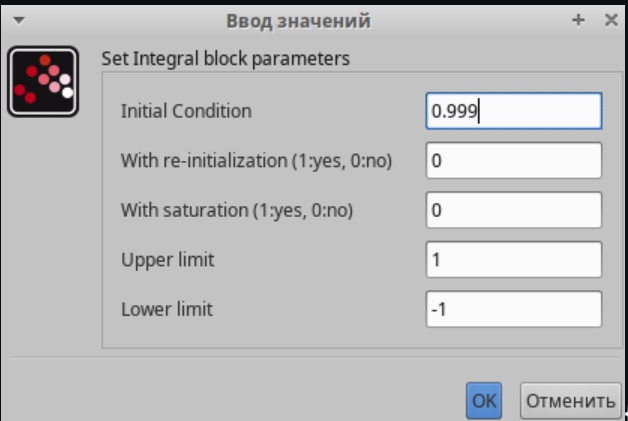 Ввод значений
Set Integral block parameters
Initial Condition 0.999
With re-initialization (1:yes, 0:no) 0
With saturation (1:yes, 0:no) 0
Upper limit 1
Lower limit -1
OK Отменить